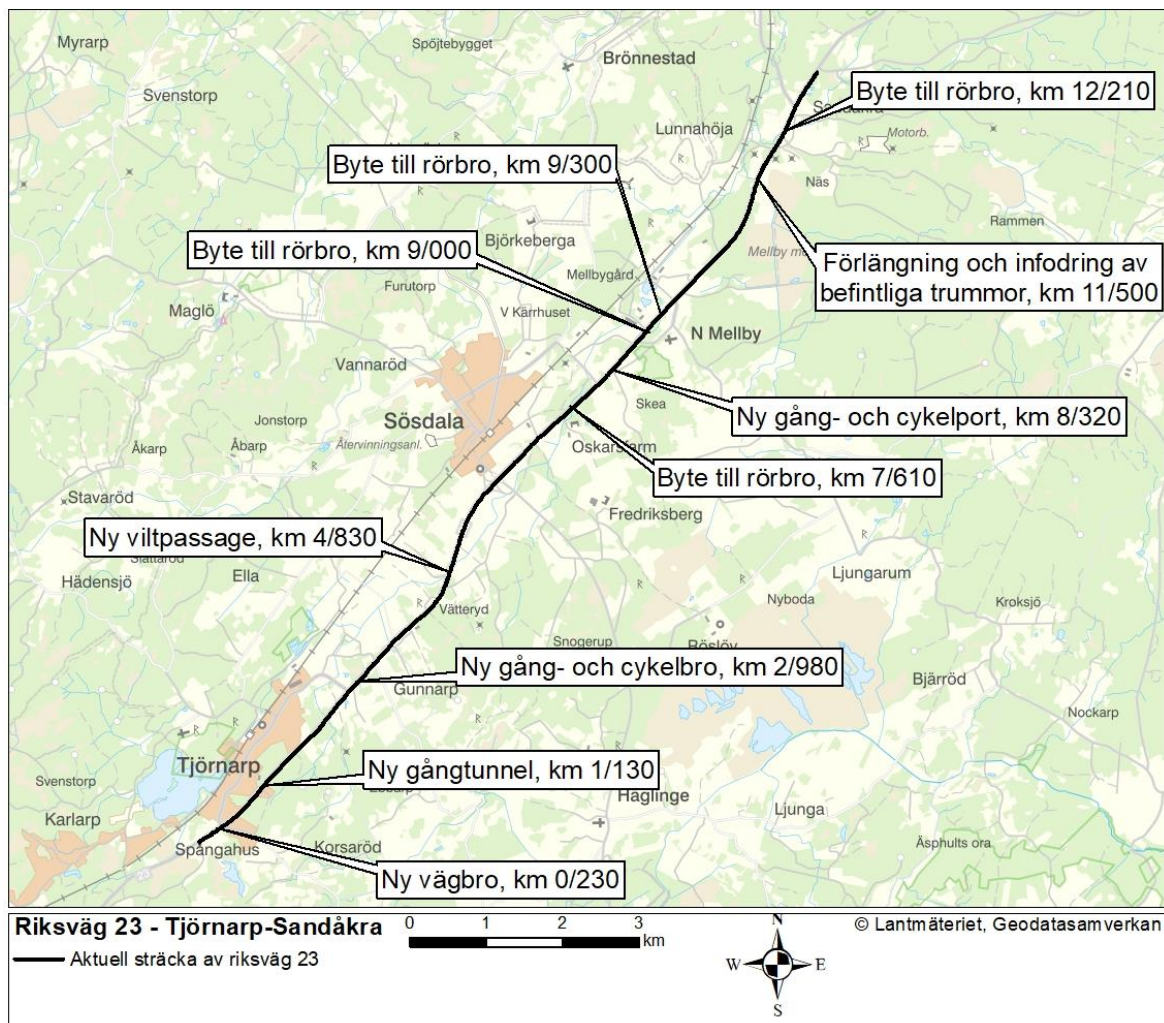 Myrarp
Spöjtebygget
Brönnestad
Svenstorp
Byte till rörbro, km 12/210
Lunnahöja
Motorb.
Byte till rörbro, km 9/300
Näs
Rammen
Björkeberga
Byte till rörbro, km 9/000
Mellbygård
Förlängning och infodring av
befintliga trummor, km 11/500
Furutorp
Maglö
V Kärrhuset
N Mellby
Vannaröd
Skea
Sösdala
Ny gång- och cykelport, km 8/320
Jonstorp
Åkarp
Åbarp
Återvinningsanl.
Byte till rörbro, km 7/610
Stavaröd
Fredriksberg
Ny viltpassage, km 4/830
Hädensjö
Ella
Ljungarum
Vätteryd
Nyboda
Kroksjö
Snogerup
Röslöv
Ny gång- och cykelbro, km 2/980
Gunnarp
Bjärröd
Nockarp
Tjörnarp
Svenstorp
Ny gångtunnel, km 1/130
Häglinge
Ljunga
Karlarp
Spångahus
Korsaröd
Äsphults ora
Ny vägbro, km 0/230
Riksväg 23 - Tjörnarp-Sandåkra
0 1 2 3
km
N
© Lantmäteriet, Geodatasamverkan
Aktuell sträcka av riksväg 23
W E
S